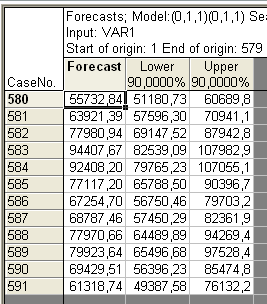 Forecasts; Model:(0,1,1)(0,1,1) Sea
Input: VAR1
Start of origin: 1 End of origin: 579
Forecast Lower Upper
CaseNo. 90,0000% 90,0000%
580 55732,84 51180,73 60689,8
581 63921,39 57596,30 70941,1
582 77980,94 69147,52 87942,8
583 94407,67 82539,09 107982,9
584 92408,20 79765,23 107055,1
585 77117,20 65788,50 90396,7
586 67254,70 56750,46 79703,2
587 68787,46 57450,29 82361,9
588 77970,66 64489,89 94269,4
589 79923,64 65496,68 97528,4
590 69429,51 56396,23 85474,8
591 61318,74 49387,58 76132,2